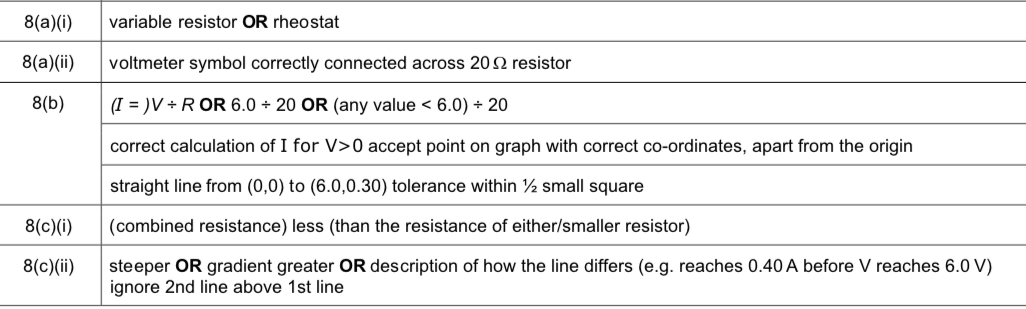 8(a)(i) variable resistor OR rheostat
8(a)(ii) voltmeter symbol correctly connected across 20 Ω resistor
8(b) (I = )V ÷ R OR 6.0 ÷ 20 OR (any value < 6.0) ÷ 20
correct calculation of I for V>0 accept point on graph with correct co-ordinates, apart from the origin
straight line from (0,0) to (6.0,0.30) tolerance within ½ small square
8(c)(i) (combined resistance) less (than the resistance of either/smaller resistor)
8(c)(ii) steeper OR gradient greater OR description of how the line differs (e.g. reaches 0.40 A before V reaches 6.0 V)
ignore 2nd line above 1st line